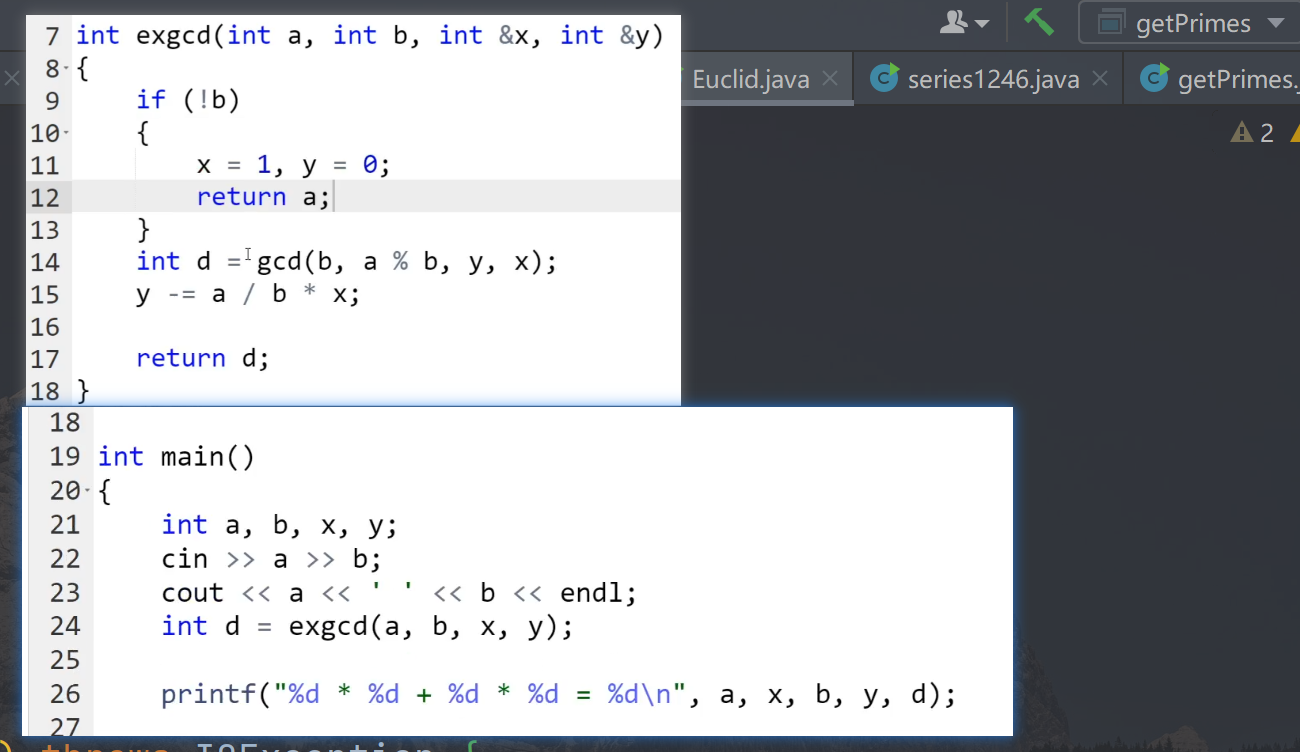 getPrimes
Euclid.java
series1246.java
getPrimes.
2
7 int exgcd(int a, int b, int &x, int &y)
8 {
9 if (!b)
10 {
11 x = 1, y = 0;
12 return a;
13 }
14 int d = gcd(b, a % b, y, x);
15 y -= a / b * x;
16
17 return d;
18 }
18
19 int main()
20 {
21 int a, b, x, y;
22 cin >> a >> b;
23 cout << a << ' ' << b << endl;
24 int d = exgcd(a, b, x, y);
25
26 printf("%d * %d + %d * %d = %d\n", a, x, b, y, d);
27
) throws IOException {